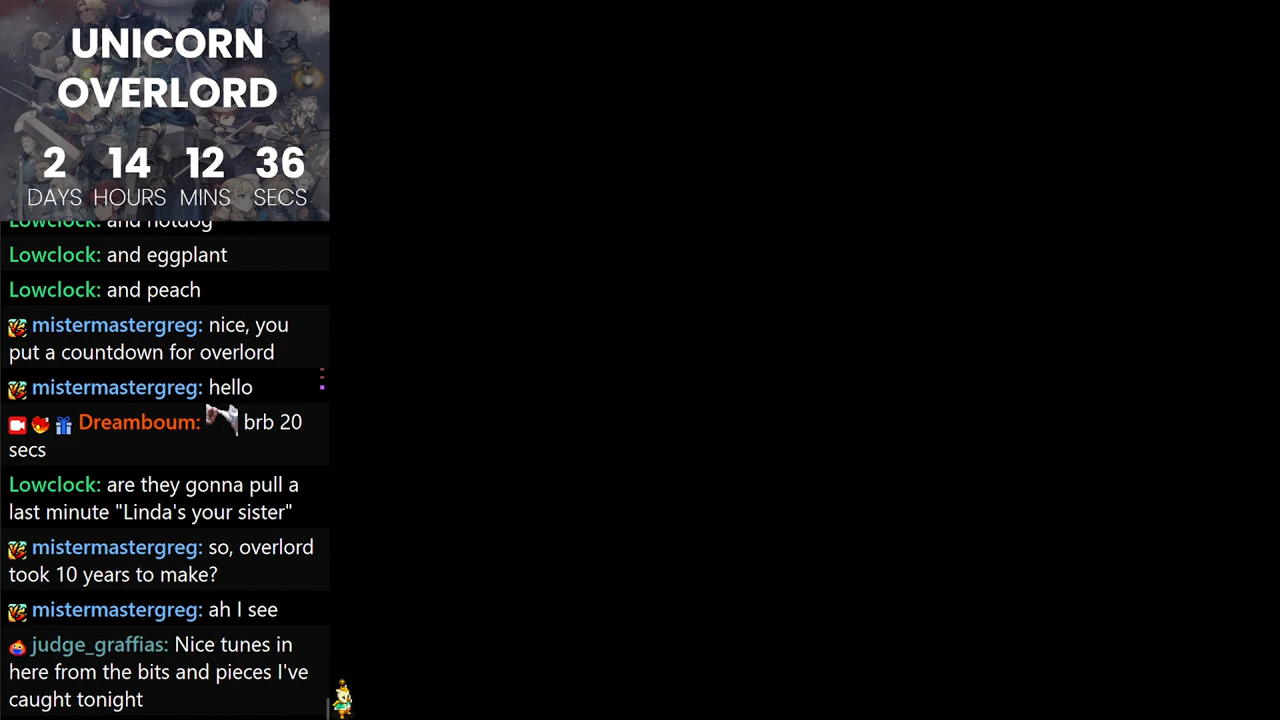 UNICORN
OVERLORD
2 14 12 36
DAYS HOURS MINS SECS
Lowclock: and hotdog
Lowclock: and eggplant
Lowclock: and peach
mistermastergreg: nice, you
put a countdown for overlord
mistermastergreg: hello
Dreamboum: brb 20
secs
Lowclock: are they gonna pull a
last minute "Linda's your sister"
mistermastergreg: so, overlord
took 10 years to make?
mistermastergreg: ah I see
judge_graffias: Nice tunes in
here from the bits and pieces I've
caught tonight